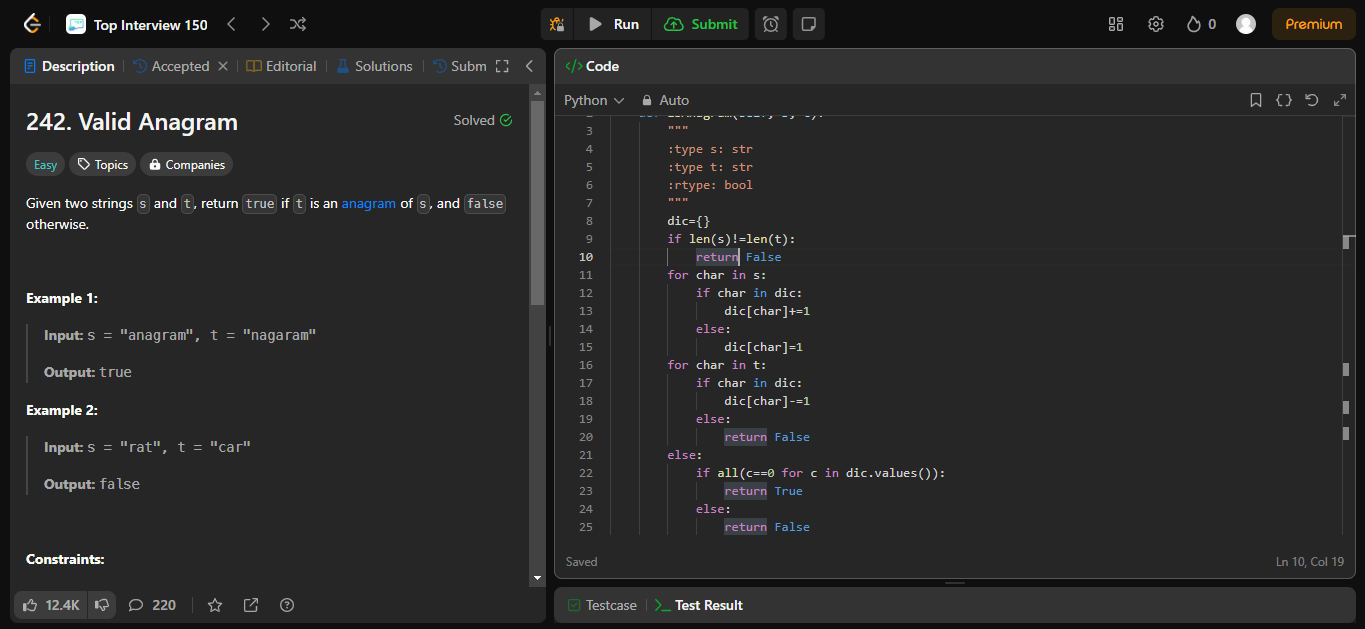 Top Interview 150
Run
Submit
0
Premium
Description
Accepted
Editorial
Solutions
Subm
242. Valid Anagram
Solved
Easy
Topics
Companies
Given two strings s and t, return true if t is an anagram of s, and false
otherwise.
Example 1:
Input: s = "anagram", t = "nagaram"
Output: true
Example 2:
Input: s = "rat", t = "car"
Output: false
Constraints:
12.4K
220
</> Code
Python
Auto
3 """
4 :type s: str
5 :type t: str
6 :rtype: bool
7 """
8 dic={}
9 if len(s)!=len(t):
10 return False
11 for char in s:
12 if char in dic:
13 dic[char]+=1
14 else:
15 dic[char]=1
16 for char in t:
17 if char in dic:
18 dic[char]-=1
19 else:
20 return False
21 else:
22 if all(c==0 for c in dic.values()):
23 return True
24 else:
25 return False
Saved
Ln 10, Col 19
Testcase
Test Result